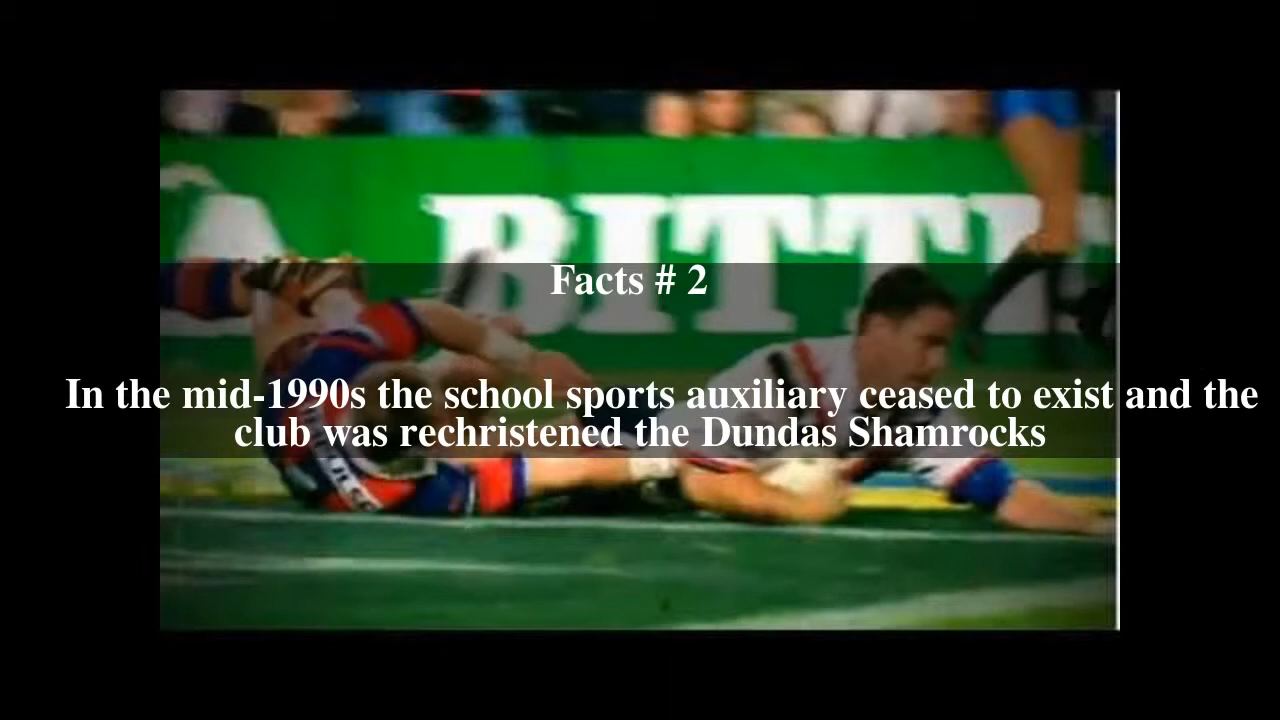 BITT
Facts # 2
In the mid-1990s the school sports auxiliary ceased to exist and the
club was rechristened the Dundas Shamrocks